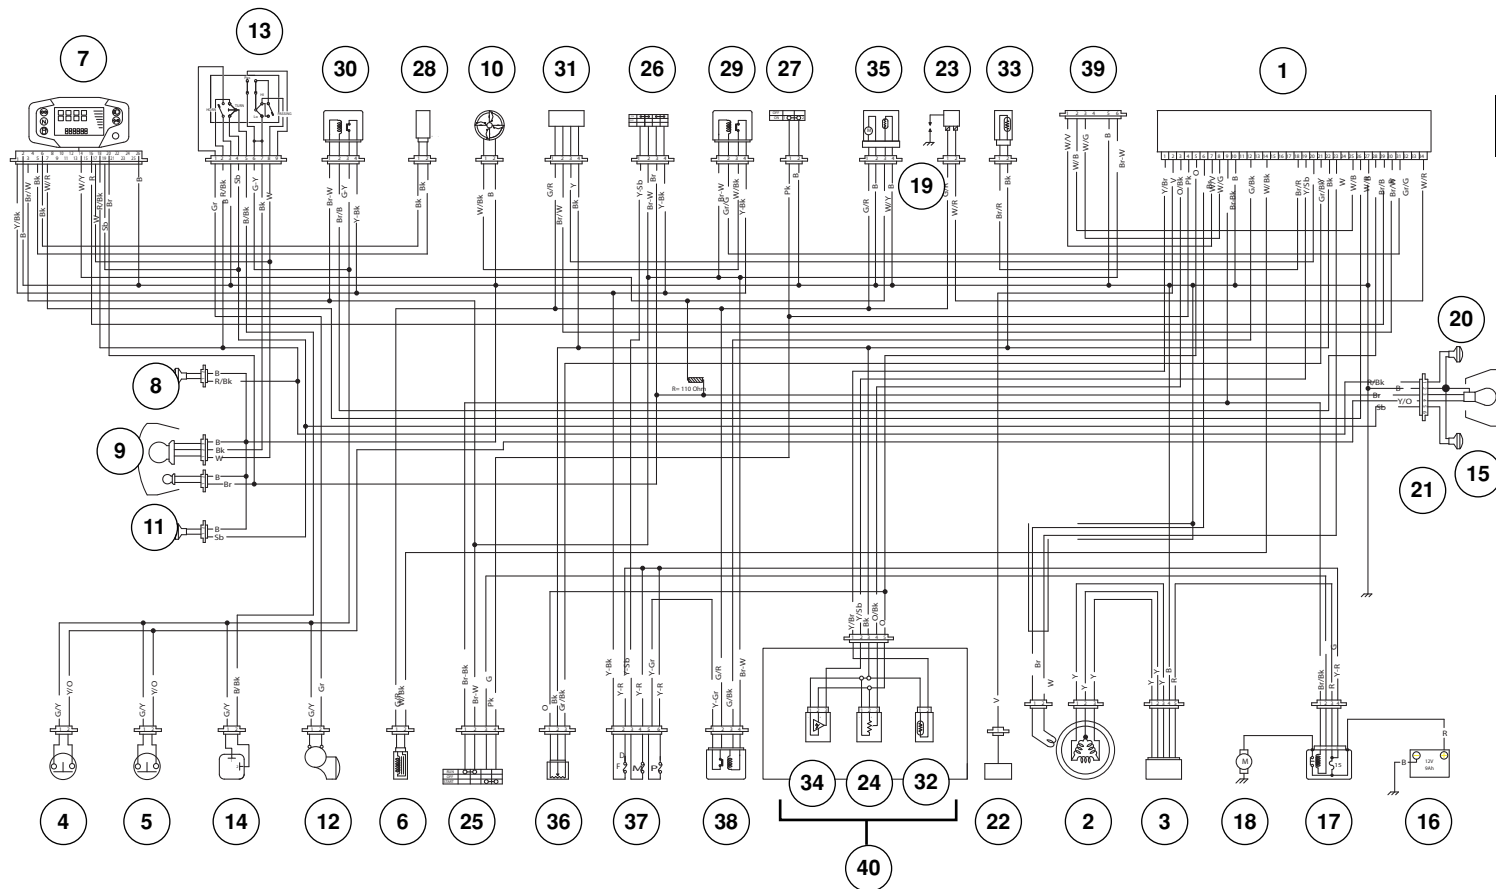 13
7
30
28
10
31
26
29
27
35
23
33
39
1
19
Y/Bk
B
Br/W
Bk
Bk
W/R
W/Y
R
W
R/Bk
Sb
Br
B
Gr
B
R/Bk
Sb
B/Bk
G-Y
Bk
W
Br-W
Br/B
G-Y
Y-Bk
Bk
Bk
W/Bk
B
G/R
Br/W
Bk
Y
Y-Sb
Br-W
Br
Y-Bk
Br-W
Gr/G
W/Bk
Y-Bk
Pk
B
G/R
B
W/Y
B
G/R
W/R
Br/R
Bk
W/V
W/B
W/G
B
Br-W
Y/Br
V
O/Bk
Pk
O
W/V
W/G
Br-Bk
B
G/Bk
W/Bk
Br/R
Y/Sb
Gr/Bk
Bk
W
W/B
Br/B
Gr/G
W/R
R= 110 Ohm
20
8
B
R/Bk
R/Bk
B
Br
Y/O
Sb
9
B
Bk
W
B
Br
15
21
11
B
Sb
Y/Br
Y/Sb
Bk
O/Bk
O
G/Y
Y/O
G/Y
Y/O
G/Y
B/Bk
G/Y
Gr
G/R
W/Bk
Br-Bk
Br-W
Pk
G
O
Bk
Gr/Bk
Y-Bk
Y-R
Y-Sb
Y-R
Y-Gr
Y-R
Y-Gr
G/R
G/Bk
Br-W
V
Br
W
Y
Y
Y
Y
Y
Y
B
R
Br/Bk
R
Y-R
G
R
B
D
F
M
P
M
15
12V
9Ah
34
24
32
4
5
14
12
6
25
36
37
38
22
2
3
18
17
16
40